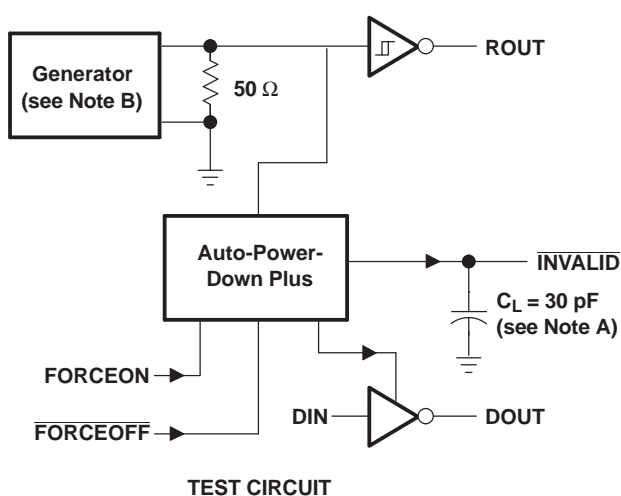 Generator
(see Note B)
50 Ω
ROUT
Auto-Power-
Down Plus
INVALID
CL = 30 pF
(see Note A)
FORCEON
FORCEOFF
DIN
DOUT
TEST CIRCUIT